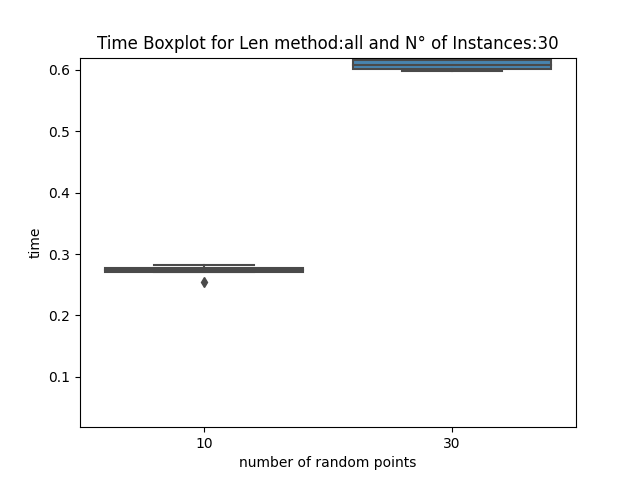 Time Boxplot for Len method:all and N° of Instances:30
0.6
0.5
0.4
0.3
0.2
0.1
time
10
30
number of random points